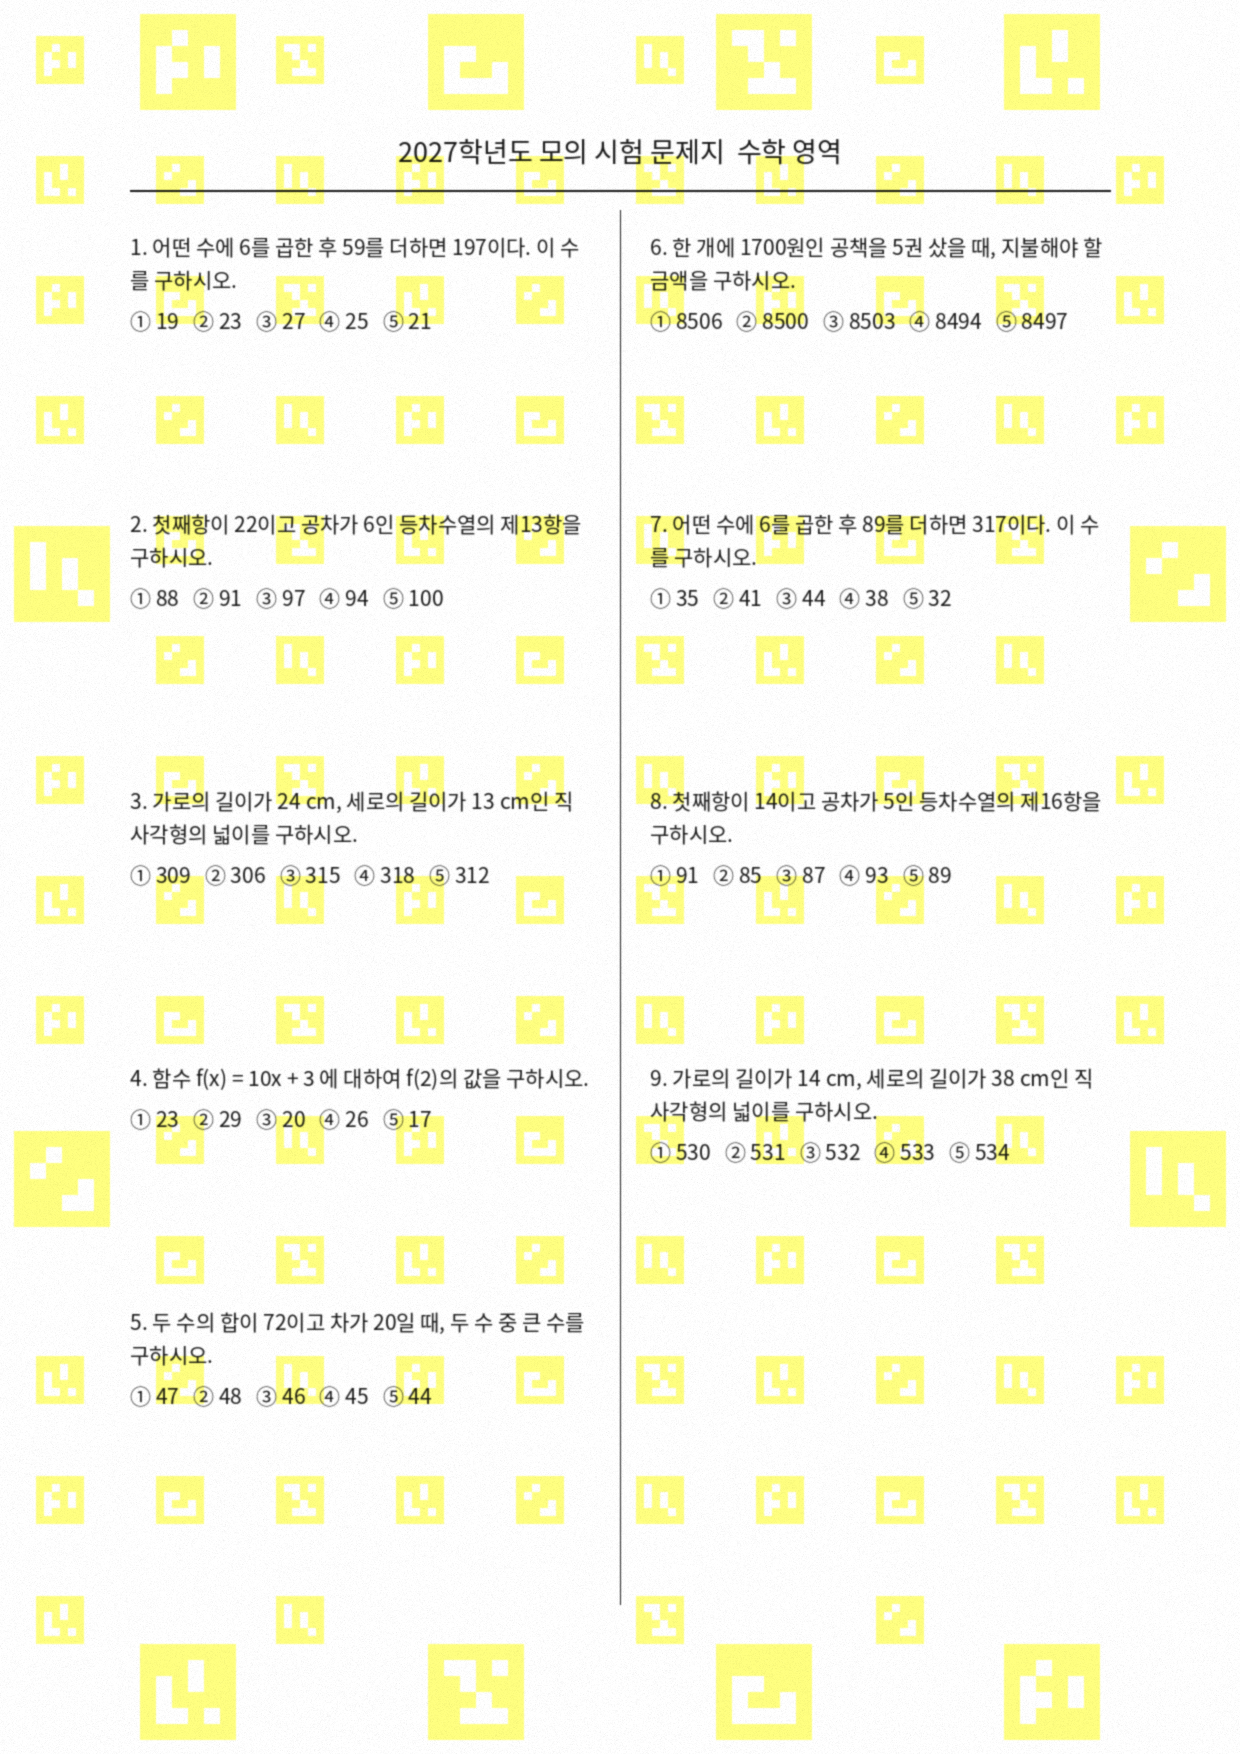 2027학년도 모의 시험 문제지 수학 영역
1. 어떤 수에 6를 곱한 후 59를 더하면 197이다. 이 수
를 구하시오.
① 19 ② 23 ③ 27 ④ 25 ⑤ 21
2. 첫째항이 22이고 공차가 6인 등차수열의 제13항을
구하시오.
① 88 ② 91 ③ 97 ④ 94 ⑤ 100
3. 가로의 길이가 24 cm, 세로의 길이가 13 cm인 직
사각형의 넓이를 구하시오.
① 309 ② 306 ③ 315 ④ 318 ⑤ 312
4. 함수 f(x) = 10x + 3 에 대하여 f(2)의 값을 구하시오.
① 23 ② 29 ③ 20 ④ 26 ⑤ 17
5. 두 수의 합이 72이고 차가 20일 때, 두 수 중 큰 수를
구하시오.
① 47 ② 48 ③ 46 ④ 45 ⑤ 44
6. 한 개에 1700원인 공책을 5권 샀을 때, 지불해야 할
금액을 구하시오.
① 8506 ② 8500 ③ 8503 ④ 8494 ⑤ 8497
7. 어떤 수에 6를 곱한 후 89를 더하면 317이다. 이 수
를 구하시오.
① 35 ② 41 ③ 44 ④ 38 ⑤ 32
8. 첫째항이 14이고 공차가 5인 등차수열의 제16항을
구하시오.
① 91 ② 85 ③ 87 ④ 93 ⑤ 89
9. 가로의 길이가 14 cm, 세로의 길이가 38 cm인 직
사각형의 넓이를 구하시오.
① 530 ② 531 ③ 532 ④ 533 ⑤ 534